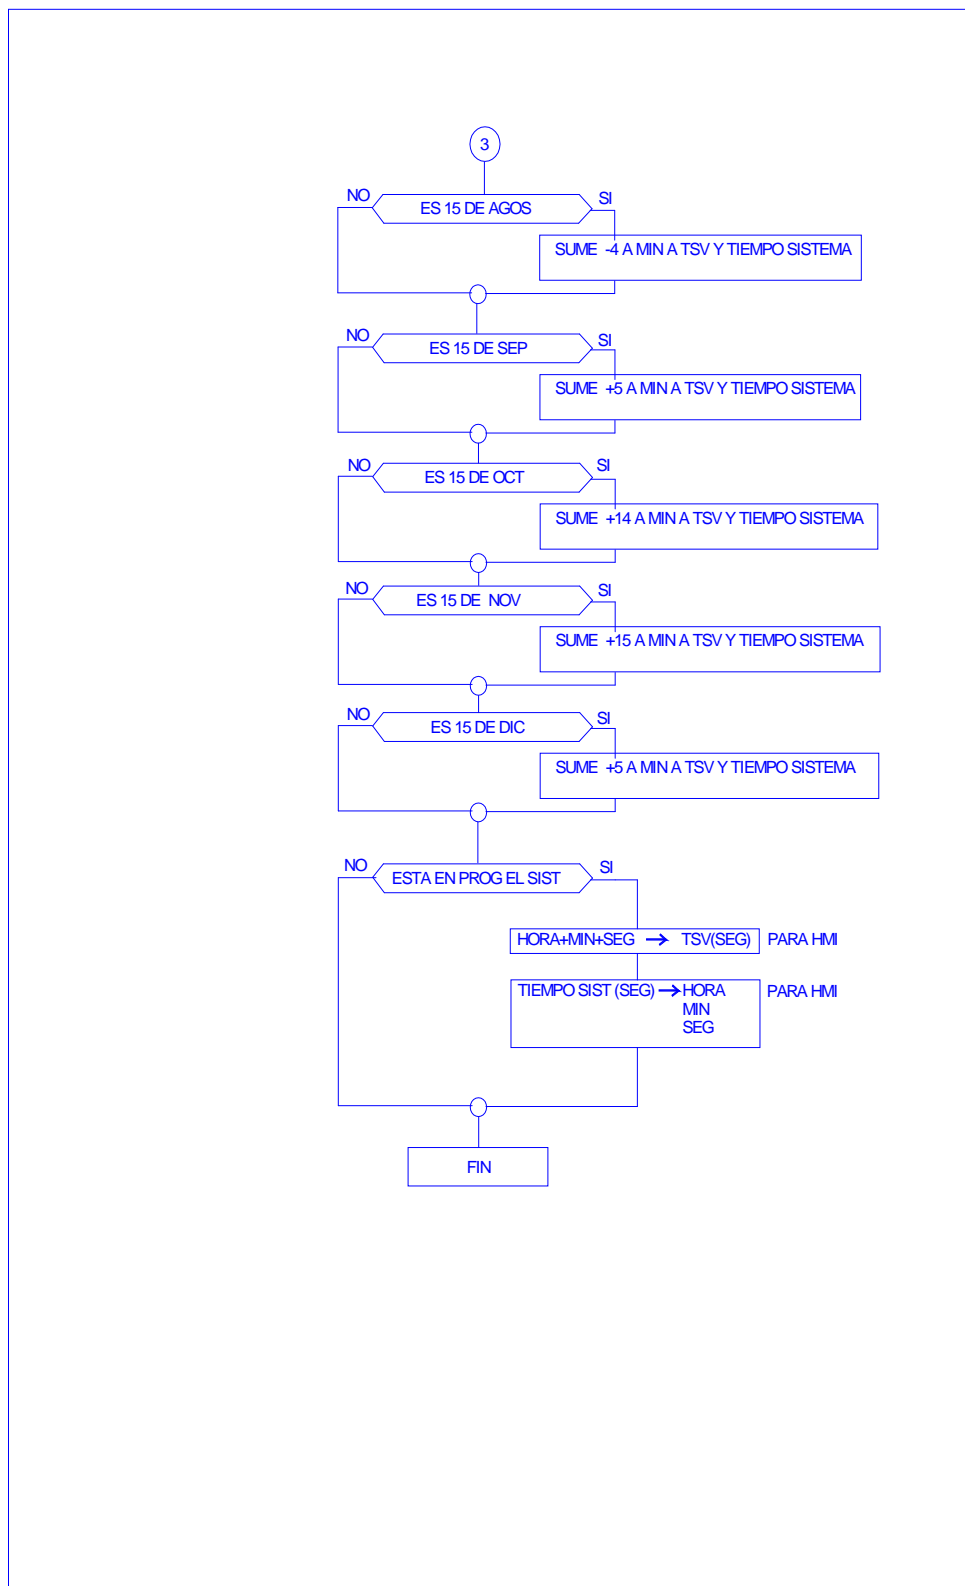 3
NO
SI
ES 15 DE AGOS
SUME -4 A MIN A TSV Y TIEMPO SISTEMA
NO
SI
ES 15 DE SEP
SUME +5 A MIN A TSV Y TIEMPO SISTEMA
NO
SI
ES 15 DE OCT
SUME +14 A MIN A TSV Y TIEMPO SISTEMA
NO
SI
ES 15 DE NOV
SUME +15 A MIN A TSV Y TIEMPO SISTEMA
NO
SI
ES 15 DE DIC
SUME +5 A MIN A TSV Y TIEMPO SISTEMA
NO
SI
ESTA EN PROG EL SIST
HORA+MIN+SEG → TSV(SEG) PARA HMI
TIEMPO SIST (SEG) → HORA PARA HMI
MIN
SEG
FIN